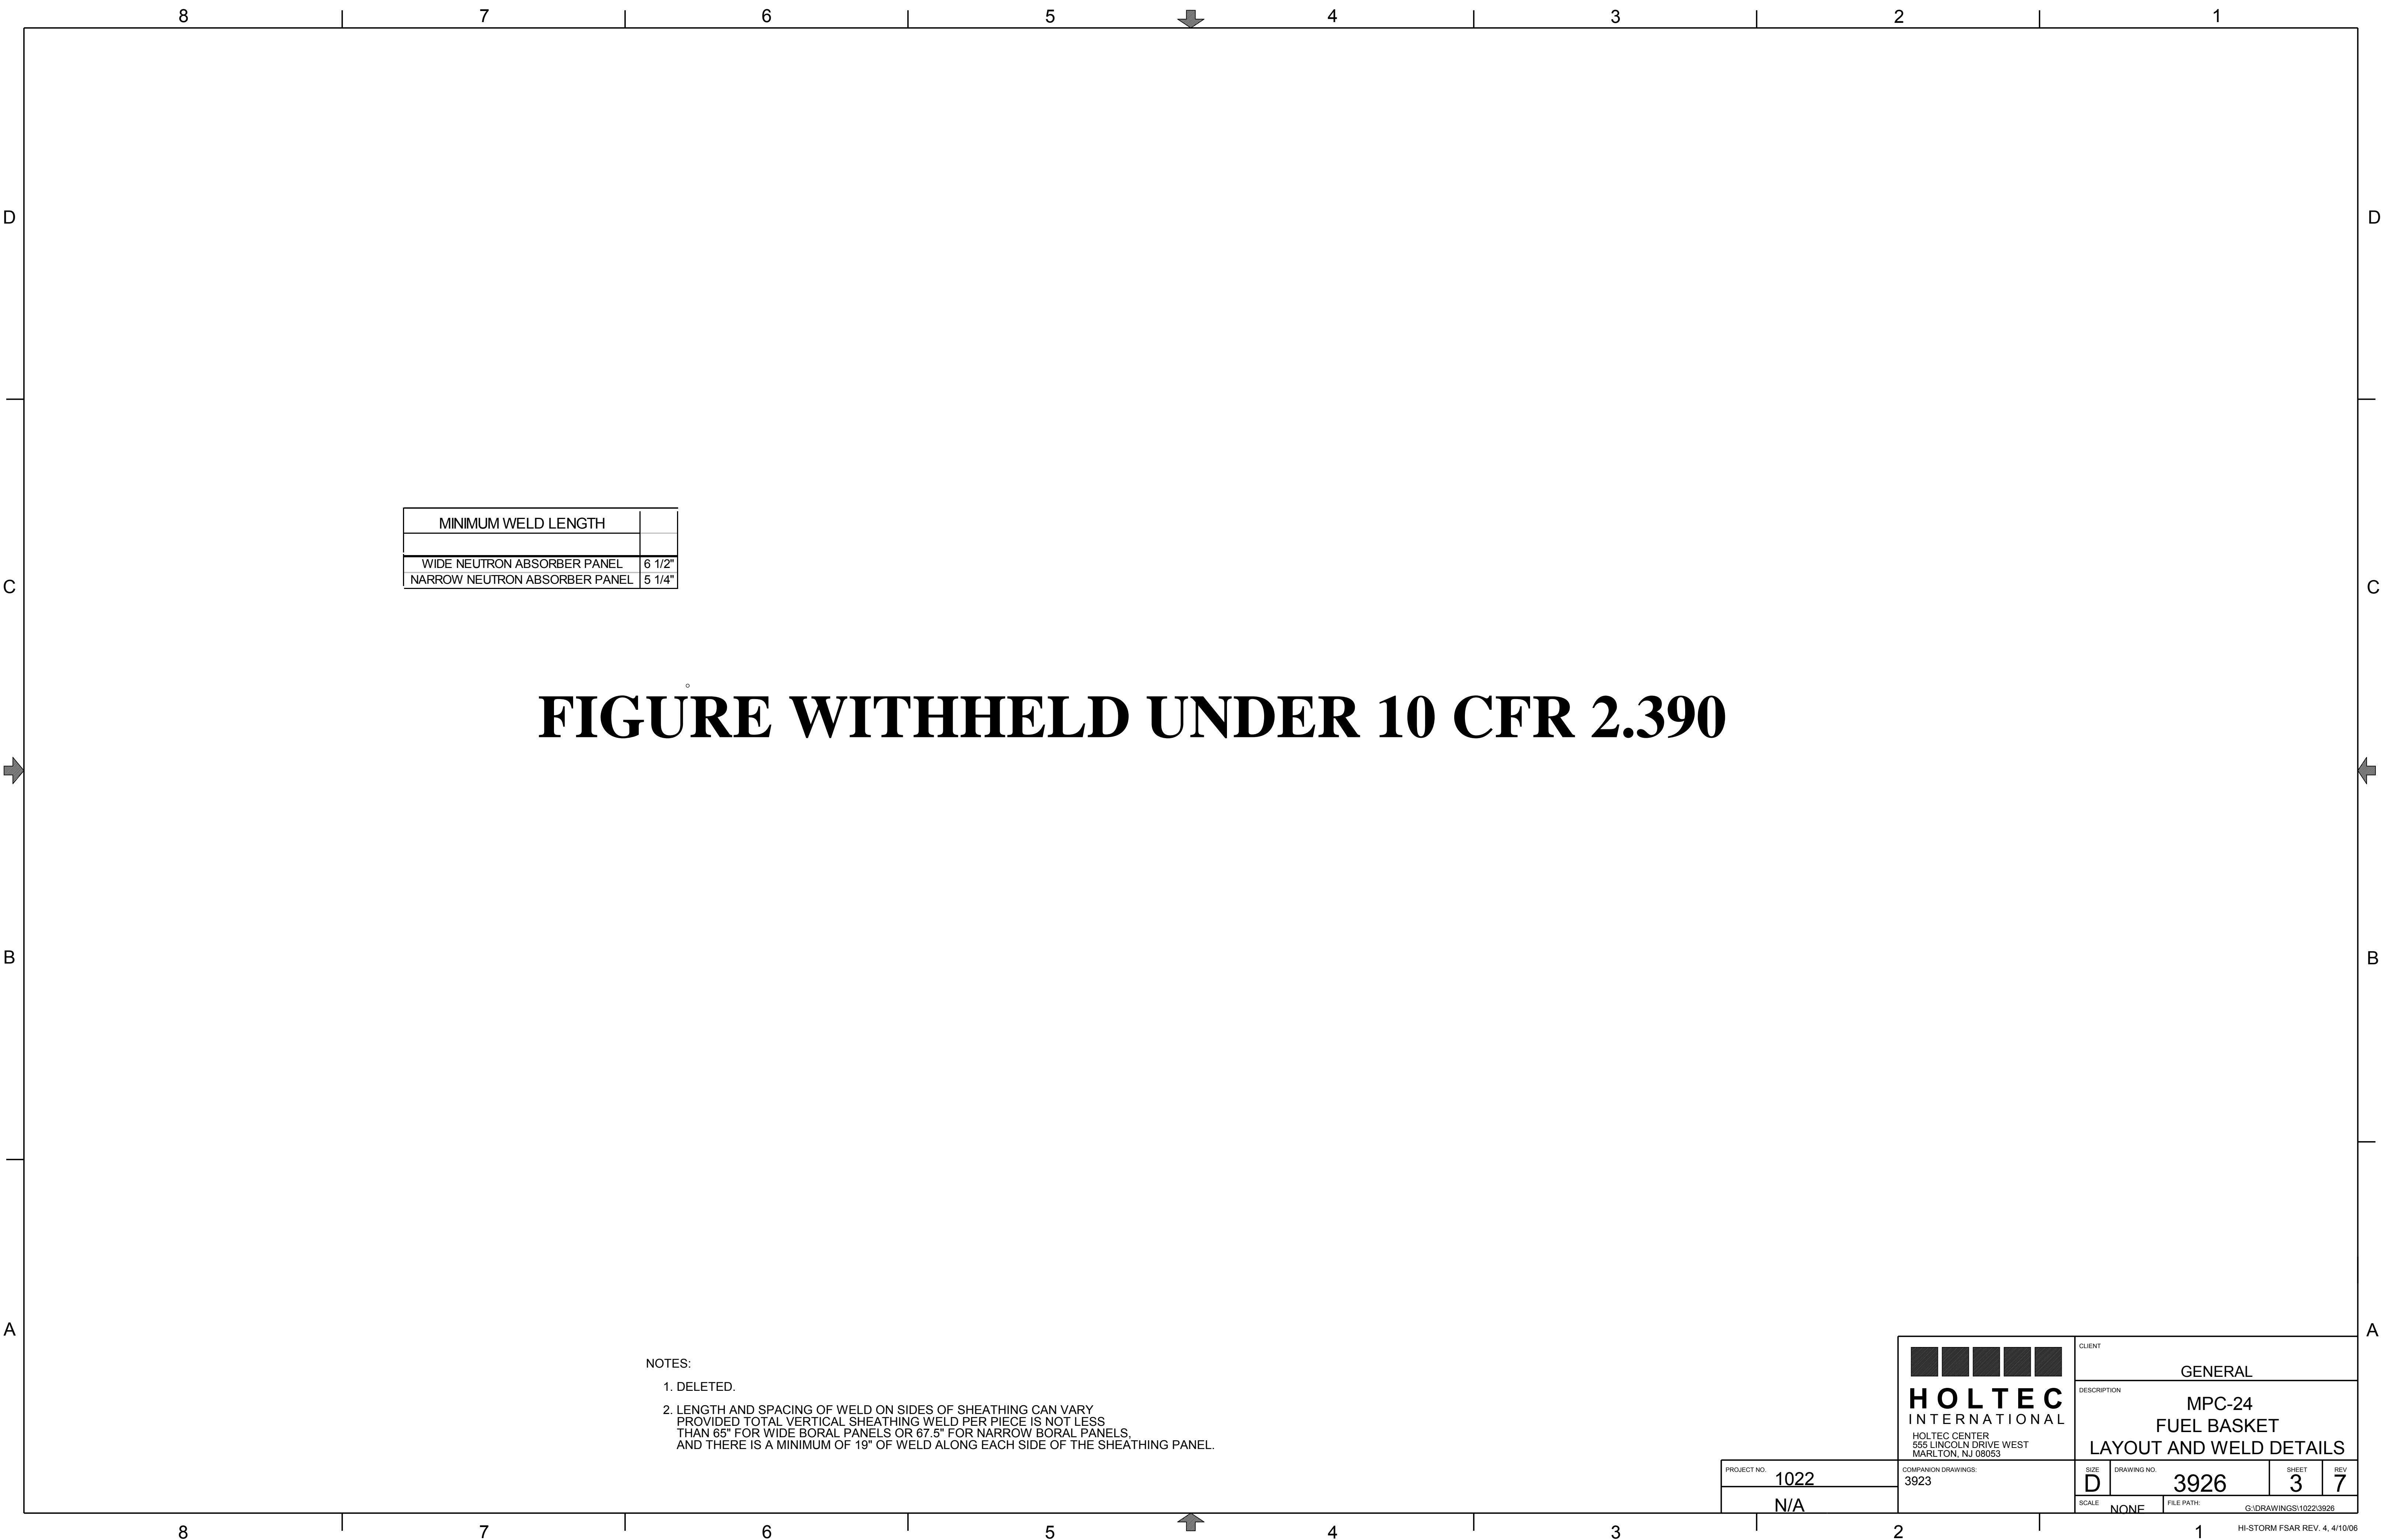 8 7 6 5 4 3 2 1
D D
MINIMUM WELD LENGTH
WIDE NEUTRON ABSORBER PANEL 6 1/2"
NARROW NEUTRON ABSORBER PANEL 5 1/4"
C C
FIGURE WITHHELD UNDER 10 CFR 2.390
B B
A A
NOTES:
1. DELETED.
2. LENGTH AND SPACING OF WELD ON SIDES OF SHEATHING CAN VARY
PROVIDED TOTAL VERTICAL SHEATHING WELD PER PIECE IS NOT LESS
THAN 65" FOR WIDE BORAL PANELS OR 67.5" FOR NARROW BORAL PANELS,
AND THERE IS A MINIMUM OF 19" OF WELD ALONG EACH SIDE OF THE SHEATHING PANEL.
HOLTEC
INTERNATIONAL
HOLTEC CENTER
555 LINCOLN DRIVE WEST
MARLTON, NJ 08053
CLIENT
GENERAL
DESCRIPTION
MPC-24
FUEL BASKET
LAYOUT AND WELD DETAILS
PROJECT NO. 1022
N/A
COMPANION DRAWINGS:
3923
SIZE D
DRAWING NO. 3926
SHEET 3
REV 7
SCALE NONE
FILE PATH: G:\DRAWINGS\1022\3926
8 7 6 5 4 3 2 1
HI-STORM FSAR REV. 4, 4/10/06